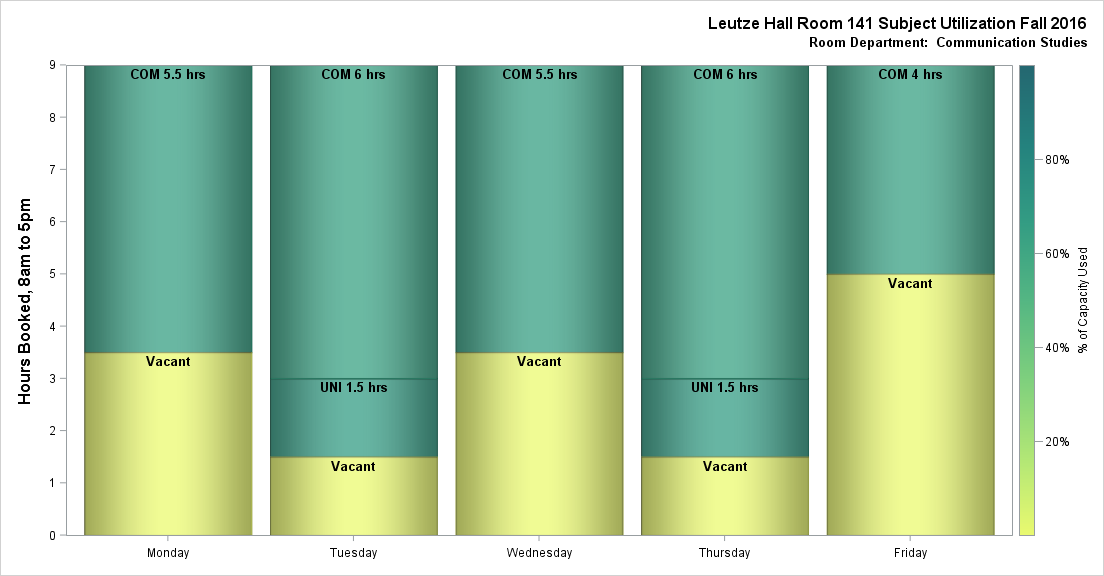 Leutze Hall Room 141 Subject Utilization Fall 2016
Room Department:  Communication Studies
Hours Booked, 8am to 5pm
9
8
7
6
5
4
3
2
1
0
COM 5.5 hrs
Vacant
COM 6 hrs
UNI 1.5 hrs
Vacant
COM 5.5 hrs
Vacant
COM 6 hrs
UNI 1.5 hrs
Vacant
COM 4 hrs
Vacant
Monday
Tuesday
Wednesday
Thursday
Friday
80%
60%
40%
20%
% of Capacity Used